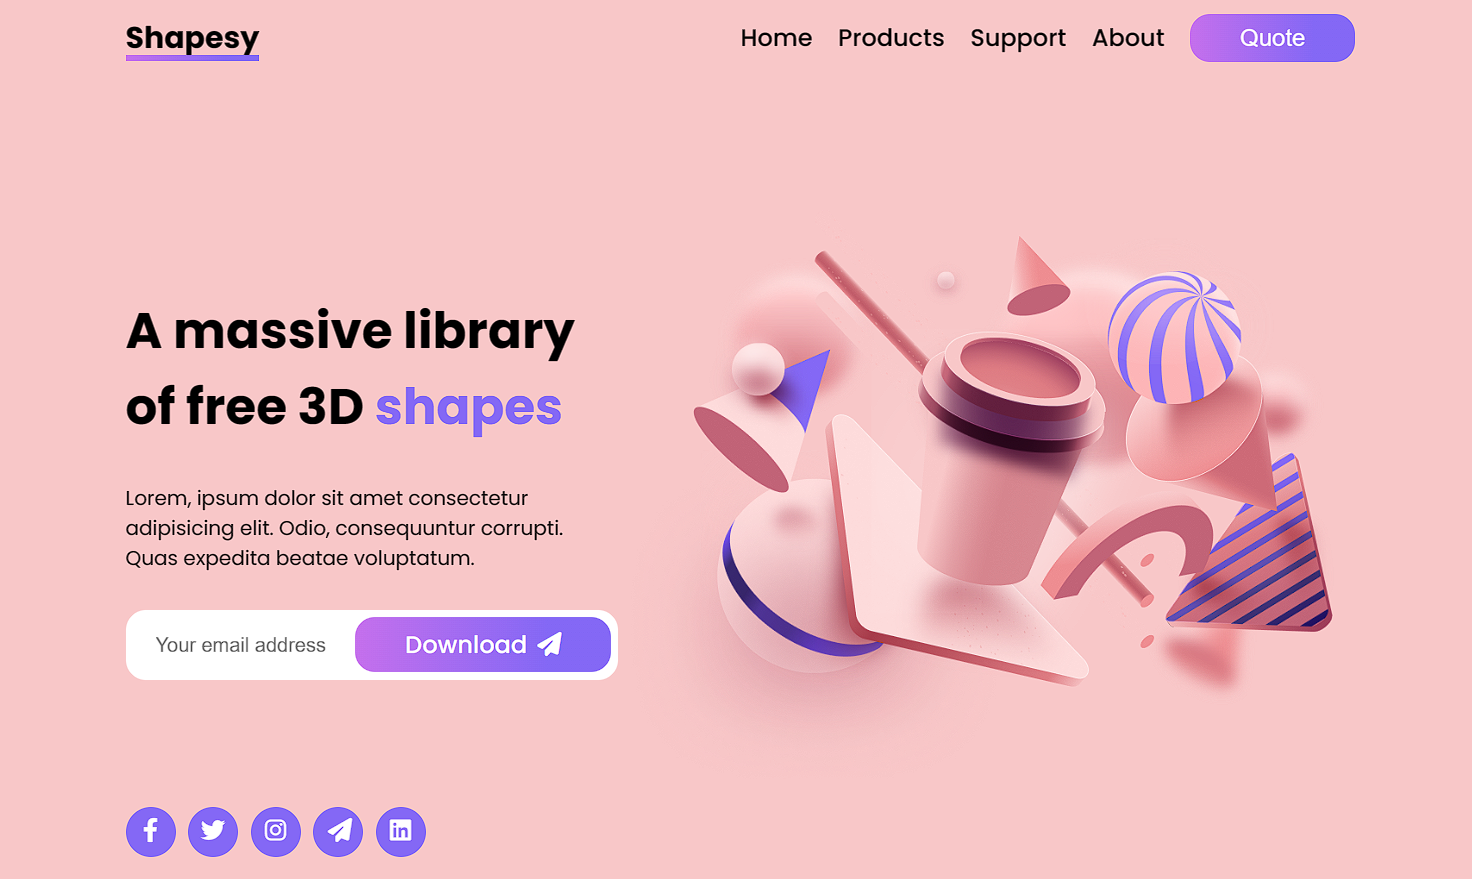 Shapesy
Home Products Support About Quote
A massive library
of free 3D shapes
Lorem, ipsum dolor sit amet consectetur
adipisicing elit. Odio, consequuntur corrupti.
Quas expedita beatae voluptatum.
Your email address Download